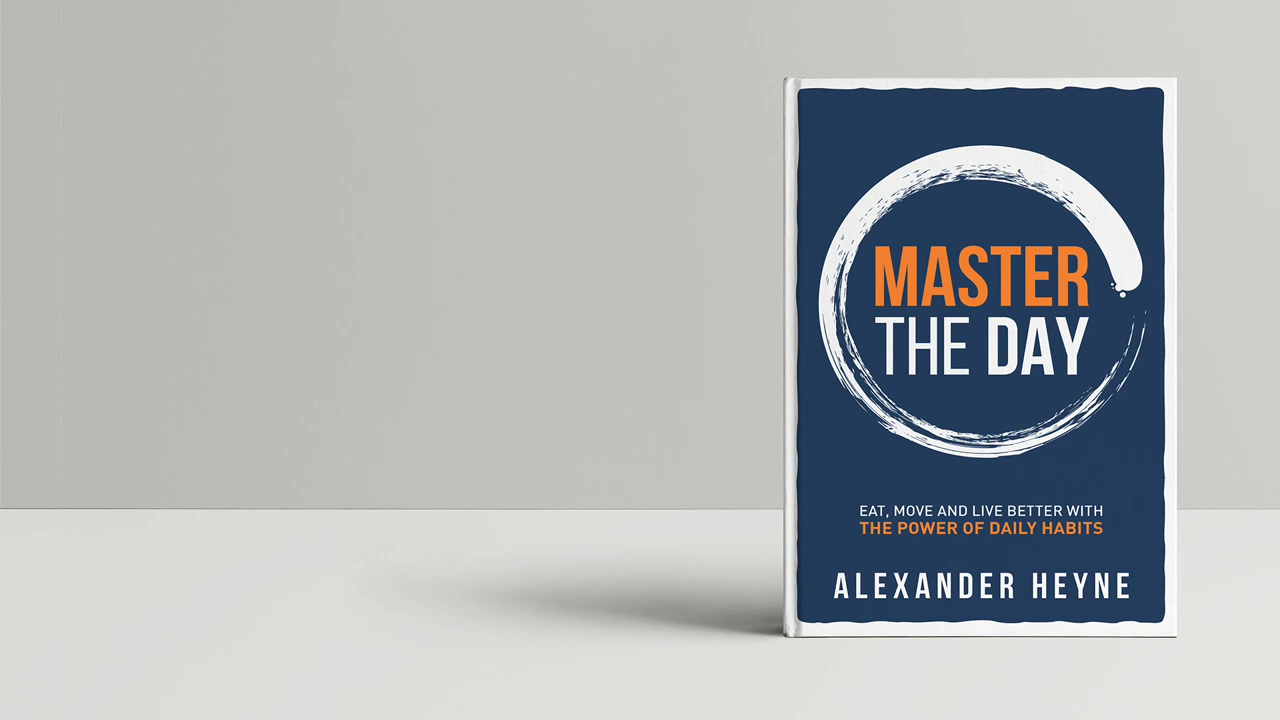 MASTER
THE DAY
EAT, MOVE AND LIVE BETTER WITH
THE POWER OF DAILY HABITS
ALEXANDER HEYNE